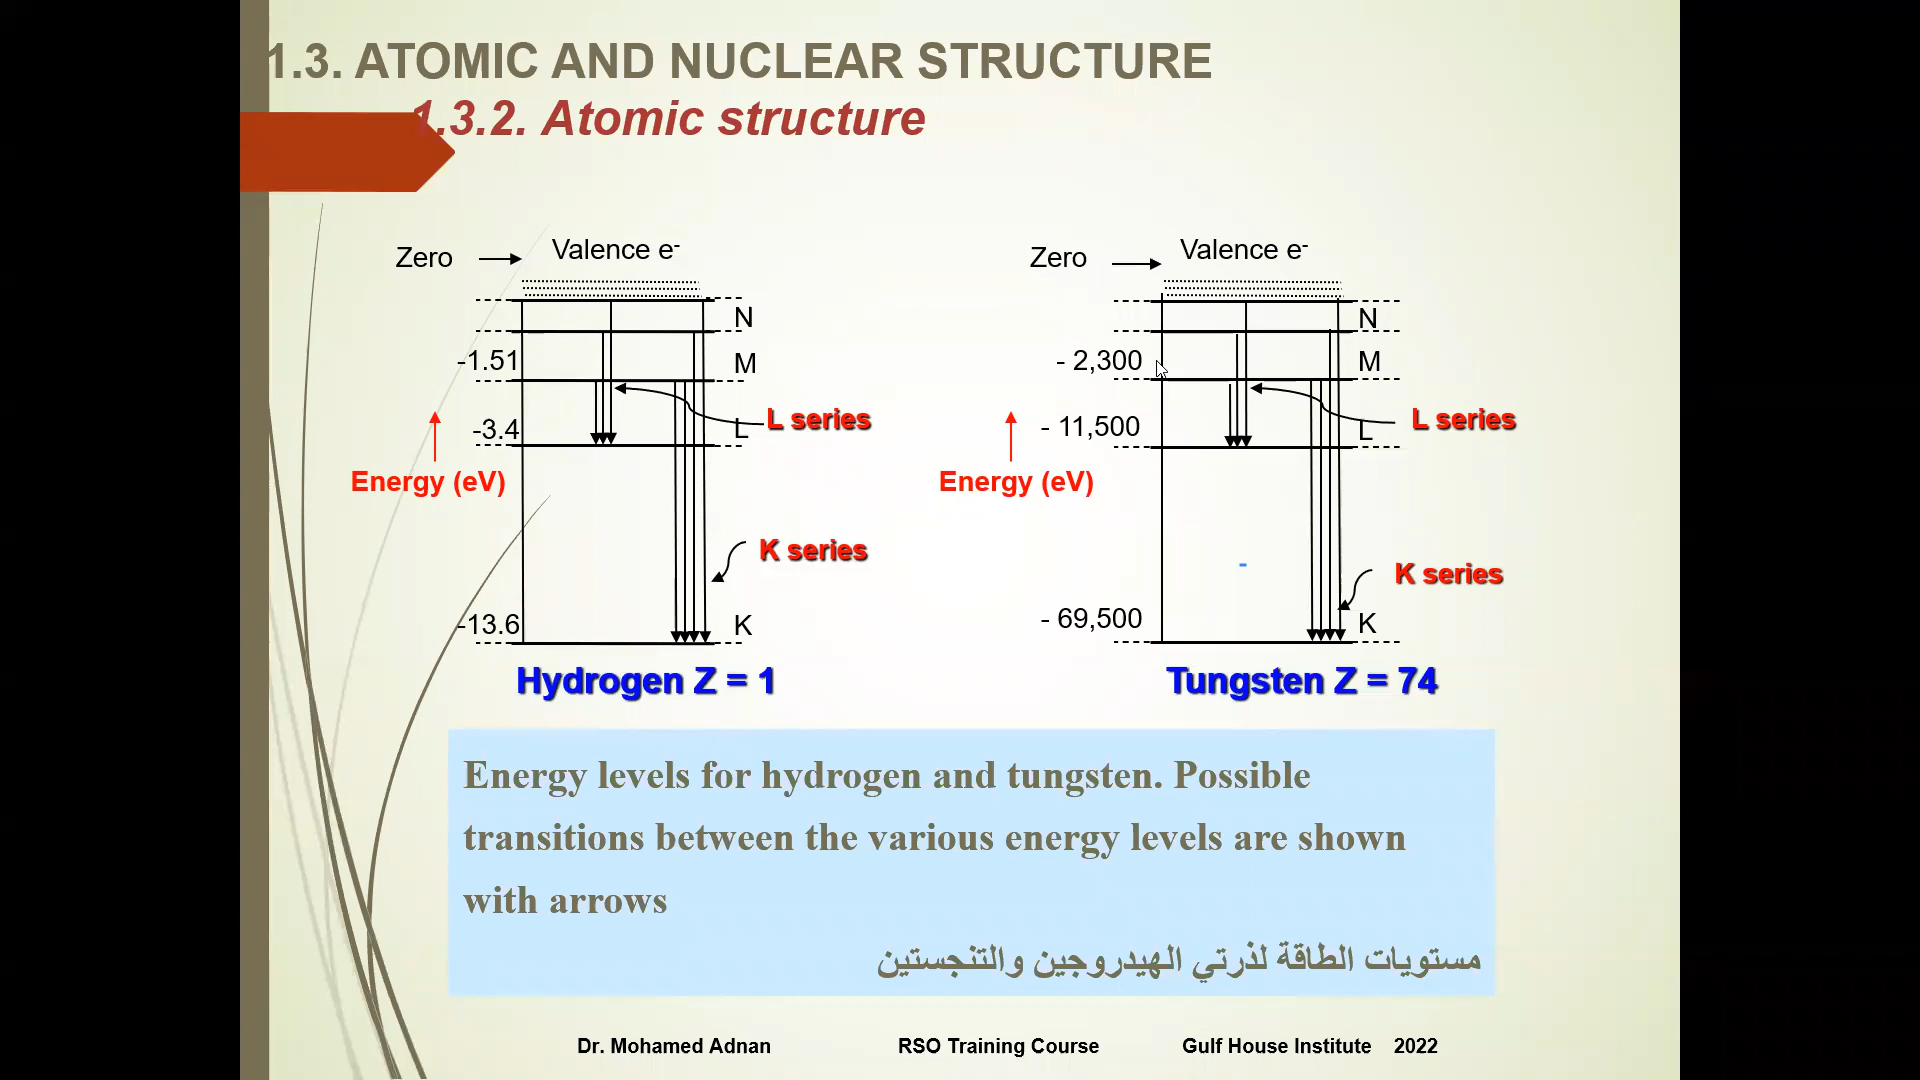 1.3. ATOMIC AND NUCLEAR STRUCTURE
1.3.2. Atomic structure
Zero
Valence e-
N
-1.51
M
-3.4
L
L series
Energy (eV)
K series
-13.6
K
Hydrogen Z = 1
Zero
Valence e-
N
- 2,300
M
- 11,500
L
L series
Energy (eV)
-
K series
- 69,500
K
Tungsten Z = 74
Energy levels for hydrogen and tungsten. Possible
transitions between the various energy levels are shown
with arrows
مستويات الطاقة لذرتي الهيدروجين والتنجستين
Dr. Mohamed Adnan RSO Training Course Gulf House Institute 2022